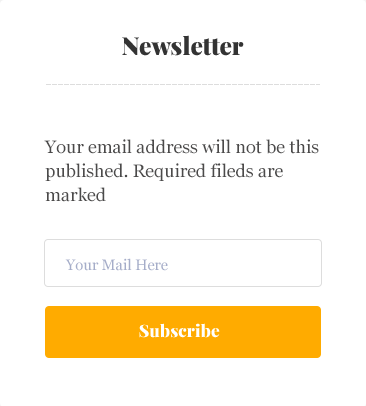 Newsletter
Your email address will not be this
published. Required fileds are
marked
Your Mail Here
Subscribe